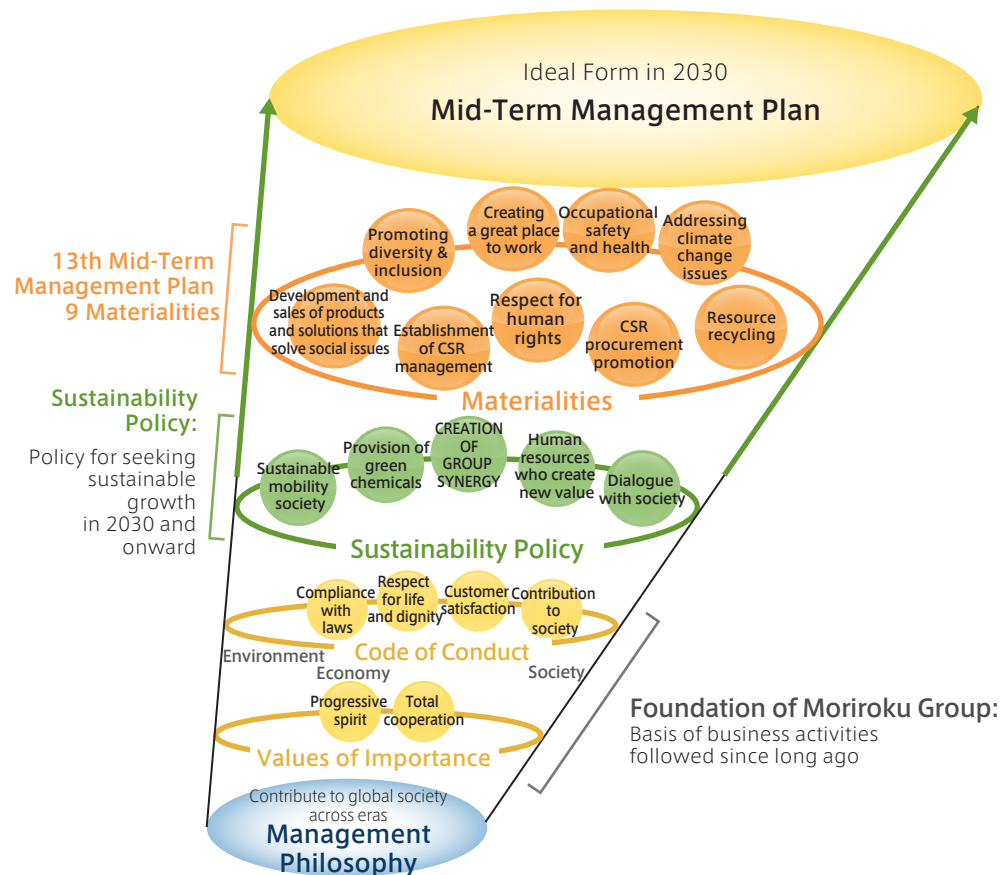 Ideal Form in 2030
Mid-Term Management Plan
13th Mid-Term
Management Plan
9 Materialities
Promoting
diversity &
inclusion
Creating
a great place
to work
Occupational
safety
and health
Addressing
climate
change
issues
Development and
sales of products
and solutions that
solve social issues
Establishment
of CSR
management
Respect for
human
rights
CSR
procurement
promotion
Resource
recycling
Materialities
Sustainability
Policy:
Policy for seeking
sustainable
growth
in 2030 and
onward
Sustainable
mobility
society
Provision of
green
chemicals
CREATION
OF
GROUP
SYNERGY
Human
resources
who create
new value
Dialogue
with society
Sustainability Policy
Compliance
with
laws
Respect
for life
and dignity
Customer
satisfaction
Contribution
to
society
Code of Conduct
Environment
Economy
Society
Progressive
spirit
Total
cooperation
Values of Importance
Foundation of Moriroku Group:
Basis of business activities
followed since long ago
Contribute to global society
across eras
Management
Philosophy